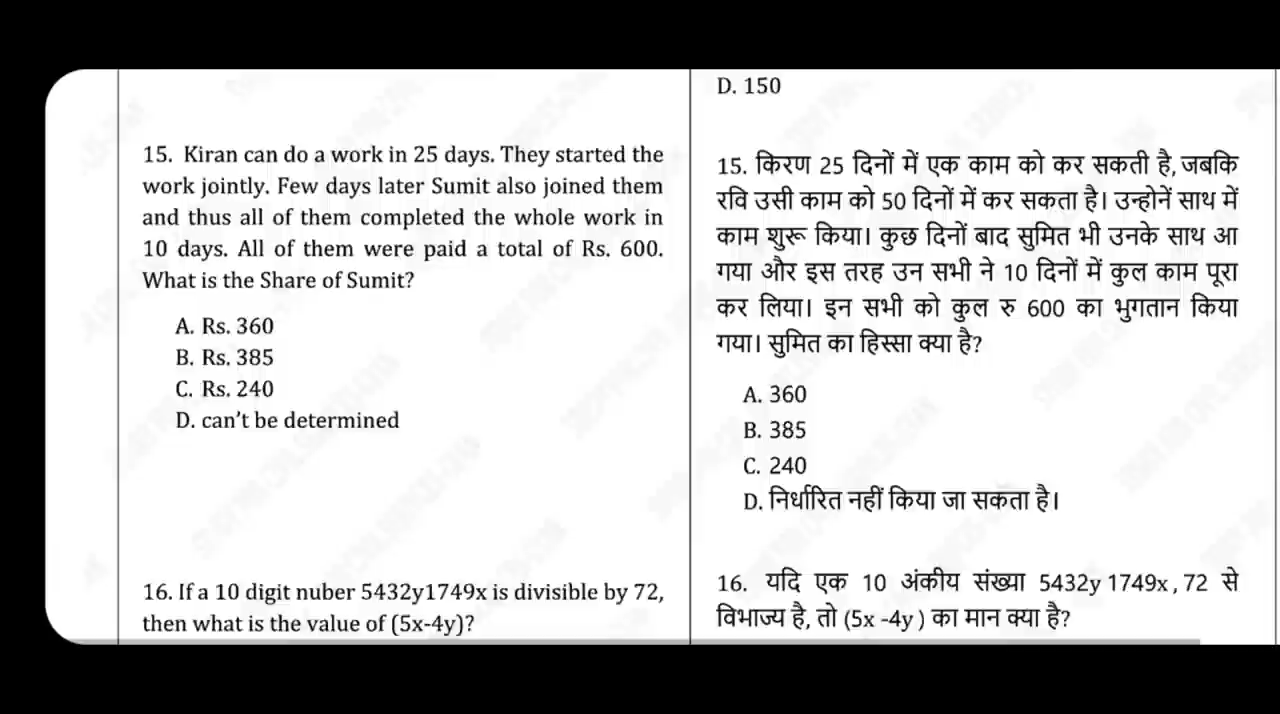 15. Kiran can do a work in 25 days. They started the
work jointly. Few days later Sumit also joined them
and thus all of them completed the whole work in
10 days. All of them were paid a total of Rs. 600.
What is the Share of Sumit?
A. Rs. 360
B. Rs. 385
C. Rs. 240
D. can't be determined
16. If a 10 digit nuber 5432y1749x is divisible by 72,
then what is the value of (5x-4y)?
D. 150
15. किरण 25 दिनों में एक काम को कर सकती है, जबकि
रवि उसी काम को 50 दिनों में कर सकता है। उन्होनें साथ में
काम शुरू किया। कुछ दिनों बाद सुमित भी उनके साथ आ
गया और इस तरह उन सभी ने 10 दिनों में कुल काम पूरा
कर लिया। इन सभी को कुल रु 600 का भुगतान किया
गया। सुमित का हिस्सा क्या है?
A. 360
B. 385
C. 240
D. निर्धारित नहीं किया जा सकता है।
16. यदि एक 10 अंकीय संख्या 5432y 1749x , 72 से
विभाज्य है, तो (5x -4y ) का मान क्या है?